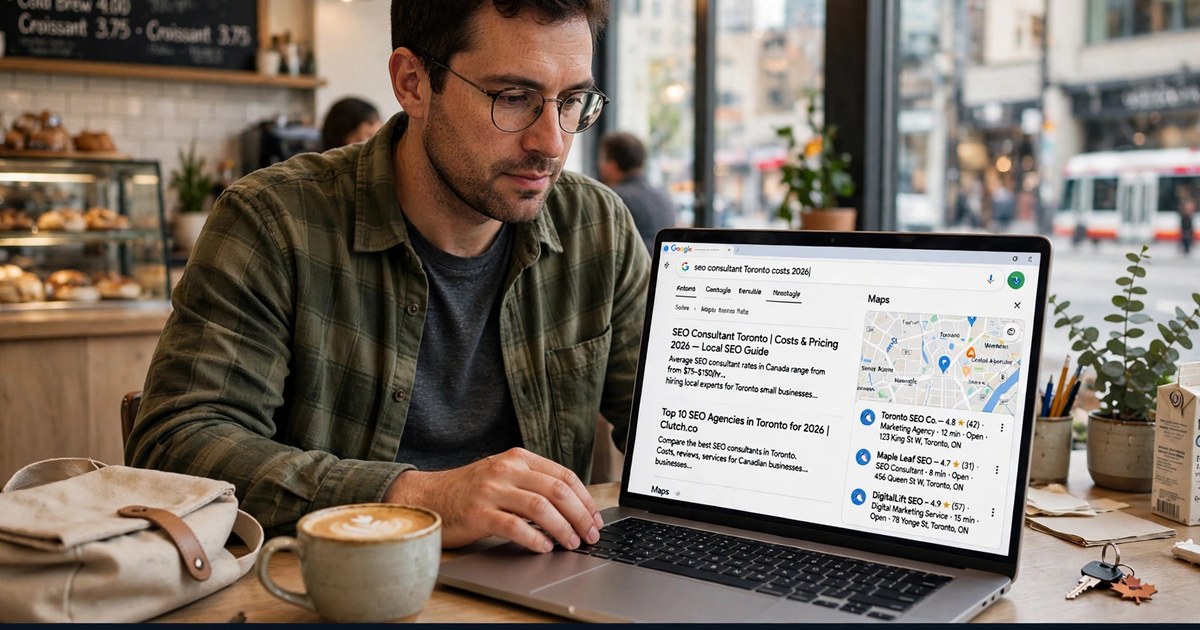 Cold Brew 4.00
Croissant 3.75 · Croissant 3.75
Google
seo consultant Toronto costs 2026
Maps
SEO Consultant Toronto | Costs & Pricing
2026 — Local SEO Guide
Average SEO consultant rates in Canada range from
from $75–$150/hr...
hiring local experts for Toronto small businesses...
Top 10 SEO Agencies in Toronto for 2026 |
Clutch.co
Compare the best SEO consultants in Toronto.
Costs, reviews, services for Canadian businesses...
businesses...
Maps
Toronto SEO Co. – 4.8 ★ (42) ·
Marketing Agency · 12 min · Open ·
123 King St W, Toronto, ON
Maple Leaf SEO – 4.7 ★ (31) ·
SEO Consultant · 8 min · Open ·
456 Queen St W, Toronto, ON
DigitalLift SEO – 4.9 ★ (57) ·
Digital Marketing Service · 15 min ·
Open · 78 Yonge St, Toronto, ON